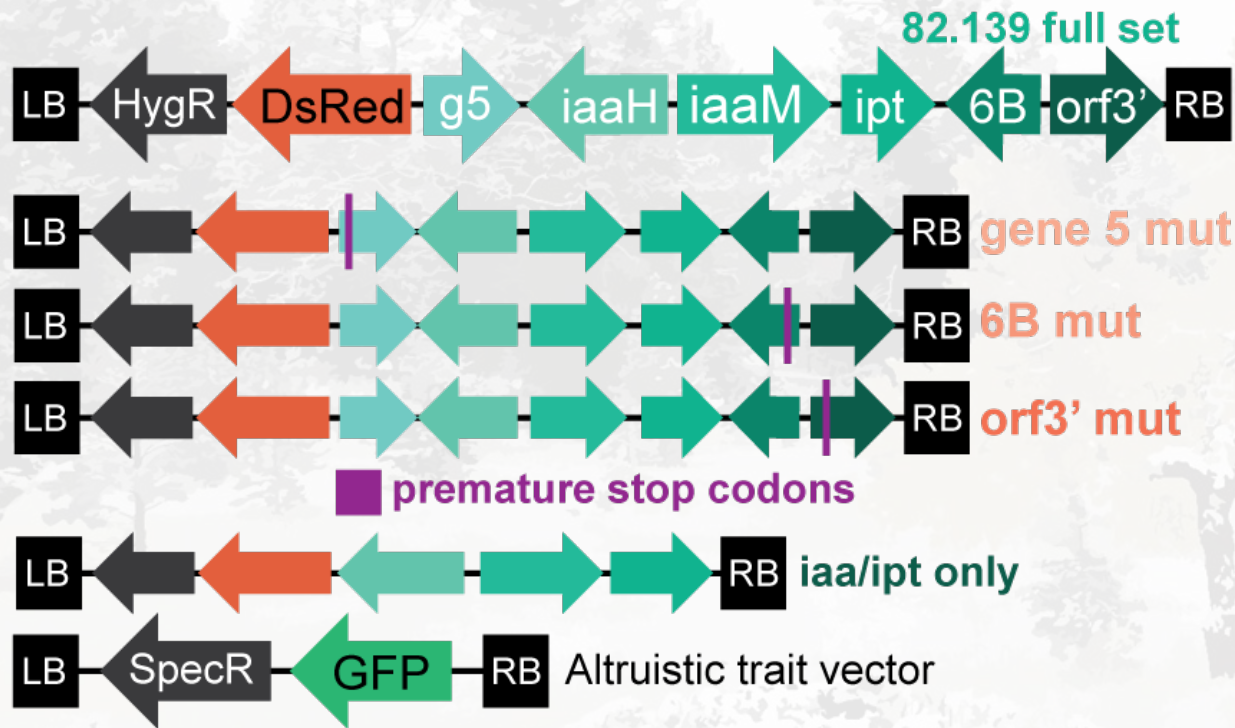 82.139 full set
LB HygR DsRed g5 iaaH iaaM ipt 6B orf3’ RB
LB RB gene 5 mut
LB RB 6B mut
LB RB orf3’ mut
premature stop codons
LB RB iaa/ipt only
LB SpecR GFP RB Altruistic trait vector